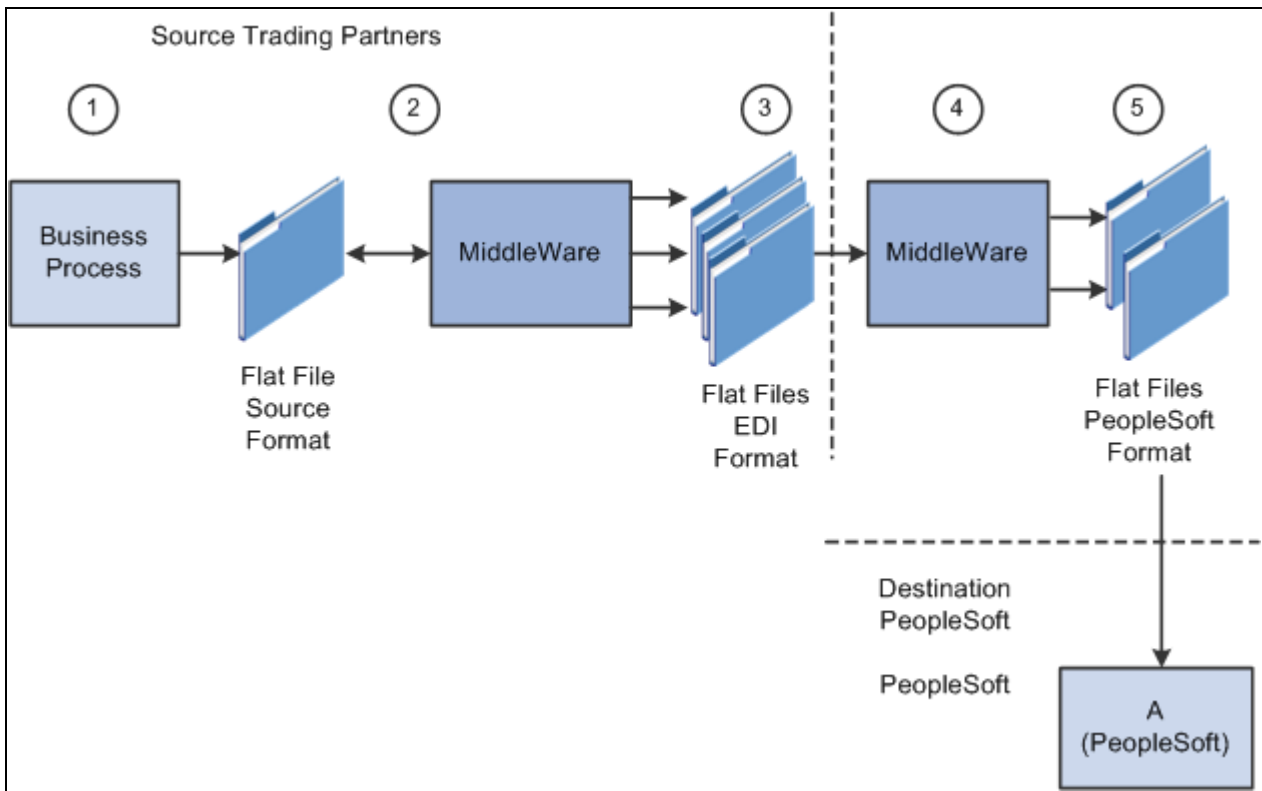 Source Trading Partners
1
2
3
4
5
Business
Process
MiddleWare
MiddleWare
Flat File
Source
Format
Flat Files
EDI
Format
Flat Files
PeopleSoft
Format
Destination
PeopleSoft
PeopleSoft
A
(PeopleSoft)